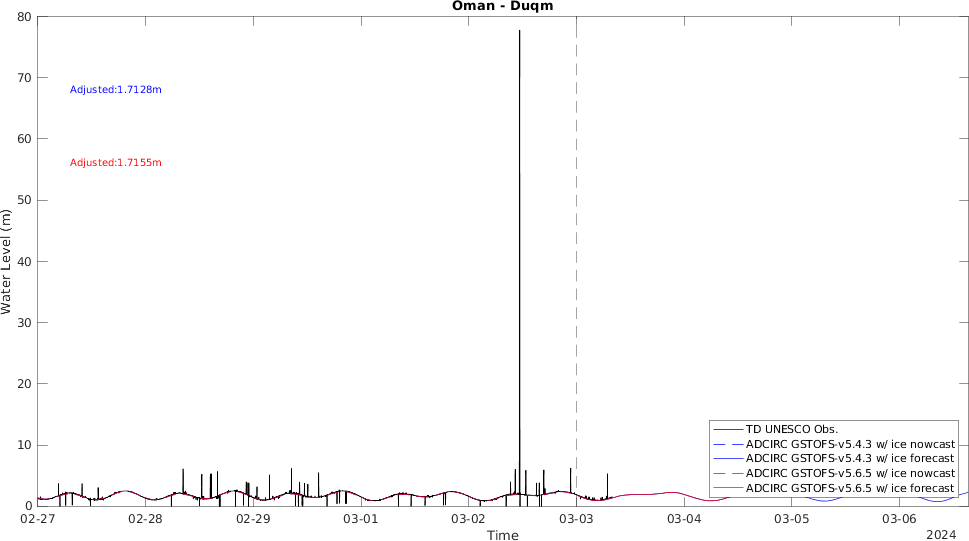 Oman - Duqm
80
70
60
50
40
30
20
10
0
Water Level (m)
Adjusted:1.7128m
Adjusted:1.7155m
TD UNESCO Obs.
ADCIRC GSTOFS-v5.4.3 w/ ice nowcast
ADCIRC GSTOFS-v5.4.3 w/ ice forecast
ADCIRC GSTOFS-v5.6.5 w/ ice nowcast
ADCIRC GSTOFS-v5.6.5 w/ ice forecast
02-27 02-28 02-29 03-01 03-02 03-03 03-04 03-05 03-06
Time
2024